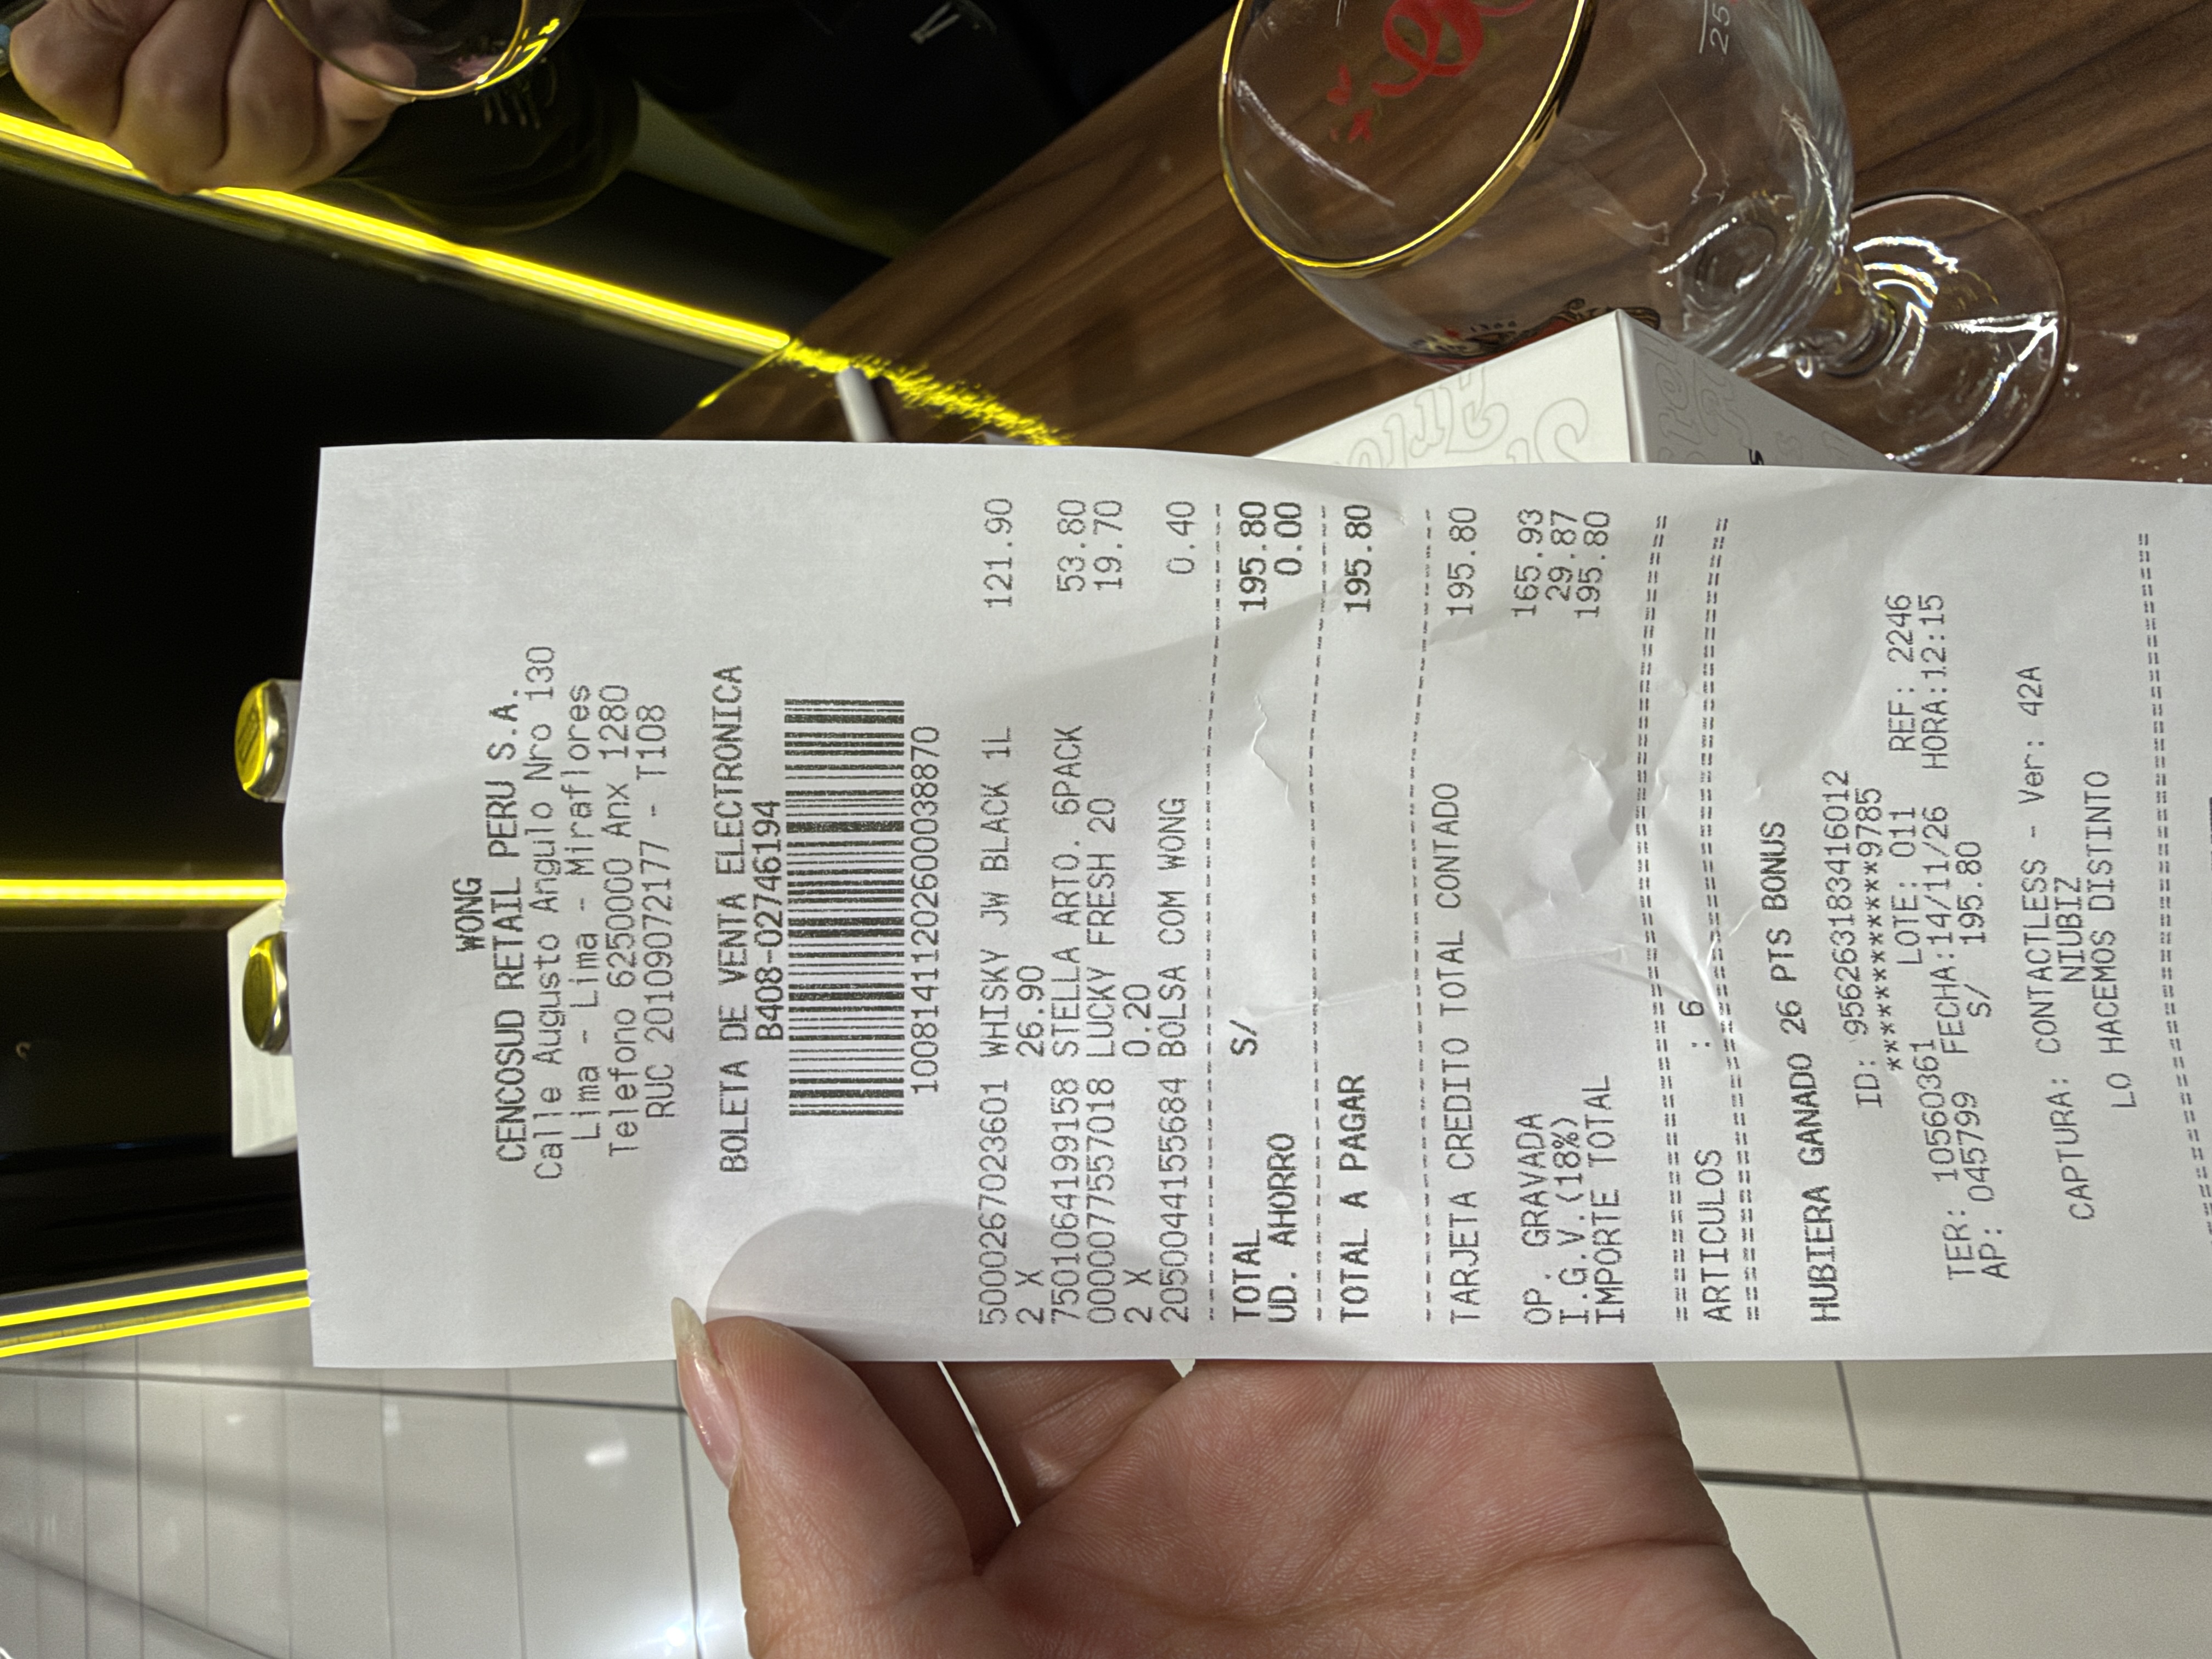 WONG
CENCOSUD RETAIL PERU S.A.
Calle Augusto Angulo Nro 130
Lima - Lima - Miraflores
Telefono 6250000 Anx 1280
RUC 20109072177 - T108
BOLETA DE VENTA ELECTRONICA
B408-02746194
10081411202600038870
5000267023601 WHISKY JW BLACK 1L 121.90
2 X 26.90
7501064199158 STELLA ARTO. 6PACK 53.80
0000077557018 LUCKY FRESH 20 19.70
2 X 0.20
2050044155684 BOLSA COM WONG 0.40
TOTAL S/ 195.80
UD. AHORRO 0.00
TOTAL A PAGAR 195.80
TARJETA CREDITO TOTAL CONTADO 195.80
OP. GRAVADA 165.93
I.G.V.(18%) 29.87
IMPORTE TOTAL 195.80
ARTICULOS : 6
HUBIERA GANADO 26 PTS BONUS
ID: 956263183416012
************9785
TER: 10560361 LOTE: 011 REF: 2246
AP: 045799 FECHA:14/11/26 HORA:12:15
S/ 195.80
CAPTURA: CONTACTLESS - Ver: 42A
NIUBIZ
LO HACEMOS DISTINTO
25